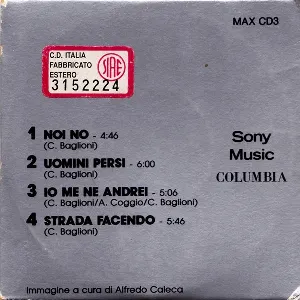 MAX CD3
C.D. ITALIA
FABBRICATO
ESTERO
SIAE
3152224
1 NOI NO - 4:46
(C. Baglioni)
2 UOMINI PERSI - 6:00
(C. Baglioni)
3 IO ME NE ANDREI - 5:06
(C. Baglioni/A. Coggio/C. Baglioni)
4 STRADA FACENDO - 5:46
(C. Baglioni)
Sony
Music
COLUMBIA
Immagine a cura di Alfredo Caleca